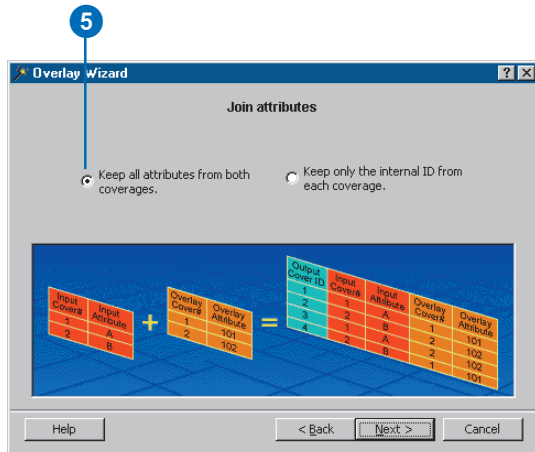 5
Overlay Wizard
Join attributes
Keep all attributes from both
coverages.
Keep only the internal ID from
each coverage.
Input
Cover#
Input
Attribute
1 A
2 B
+
Overlay
Cover#
Overlay
Attribute
1 101
2 102
=
Output
Cover ID
Input
Cover#
Input
Attribute
Overlay
Cover#
Overlay
Attribute
1 1 A 1 101
2 2 B 2 102
3 1 A 2 102
4 2 B 1 101
Help
< Back
Next >
Cancel